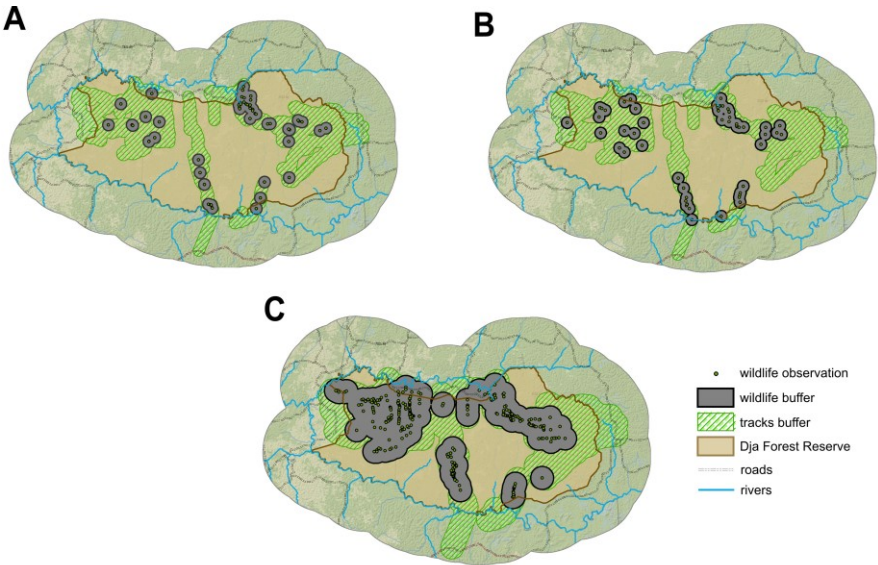 A
B
C
wildlife observation
wildlife buffer
tracks buffer
Dja Forest Reserve
roads
rivers